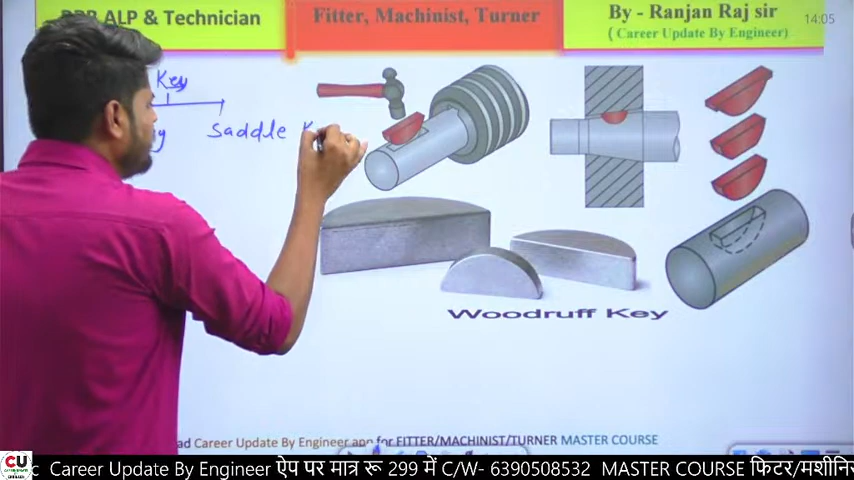 RRB ALP & Technician
Fitter, Machinist, Turner
By - Ranjan Raj sir
( Career Update By Engineer)
14:05
Key
Saddle K
Woodruff Key
ad Career Update By Engineer app for FITTER/MACHINIST/TURNER MASTER COURSE
CU
c Career Update By Engineer ऐप पर मात्र रू 299 में C/W- 6390508532 MASTER COURSE फिटर/मशीनि